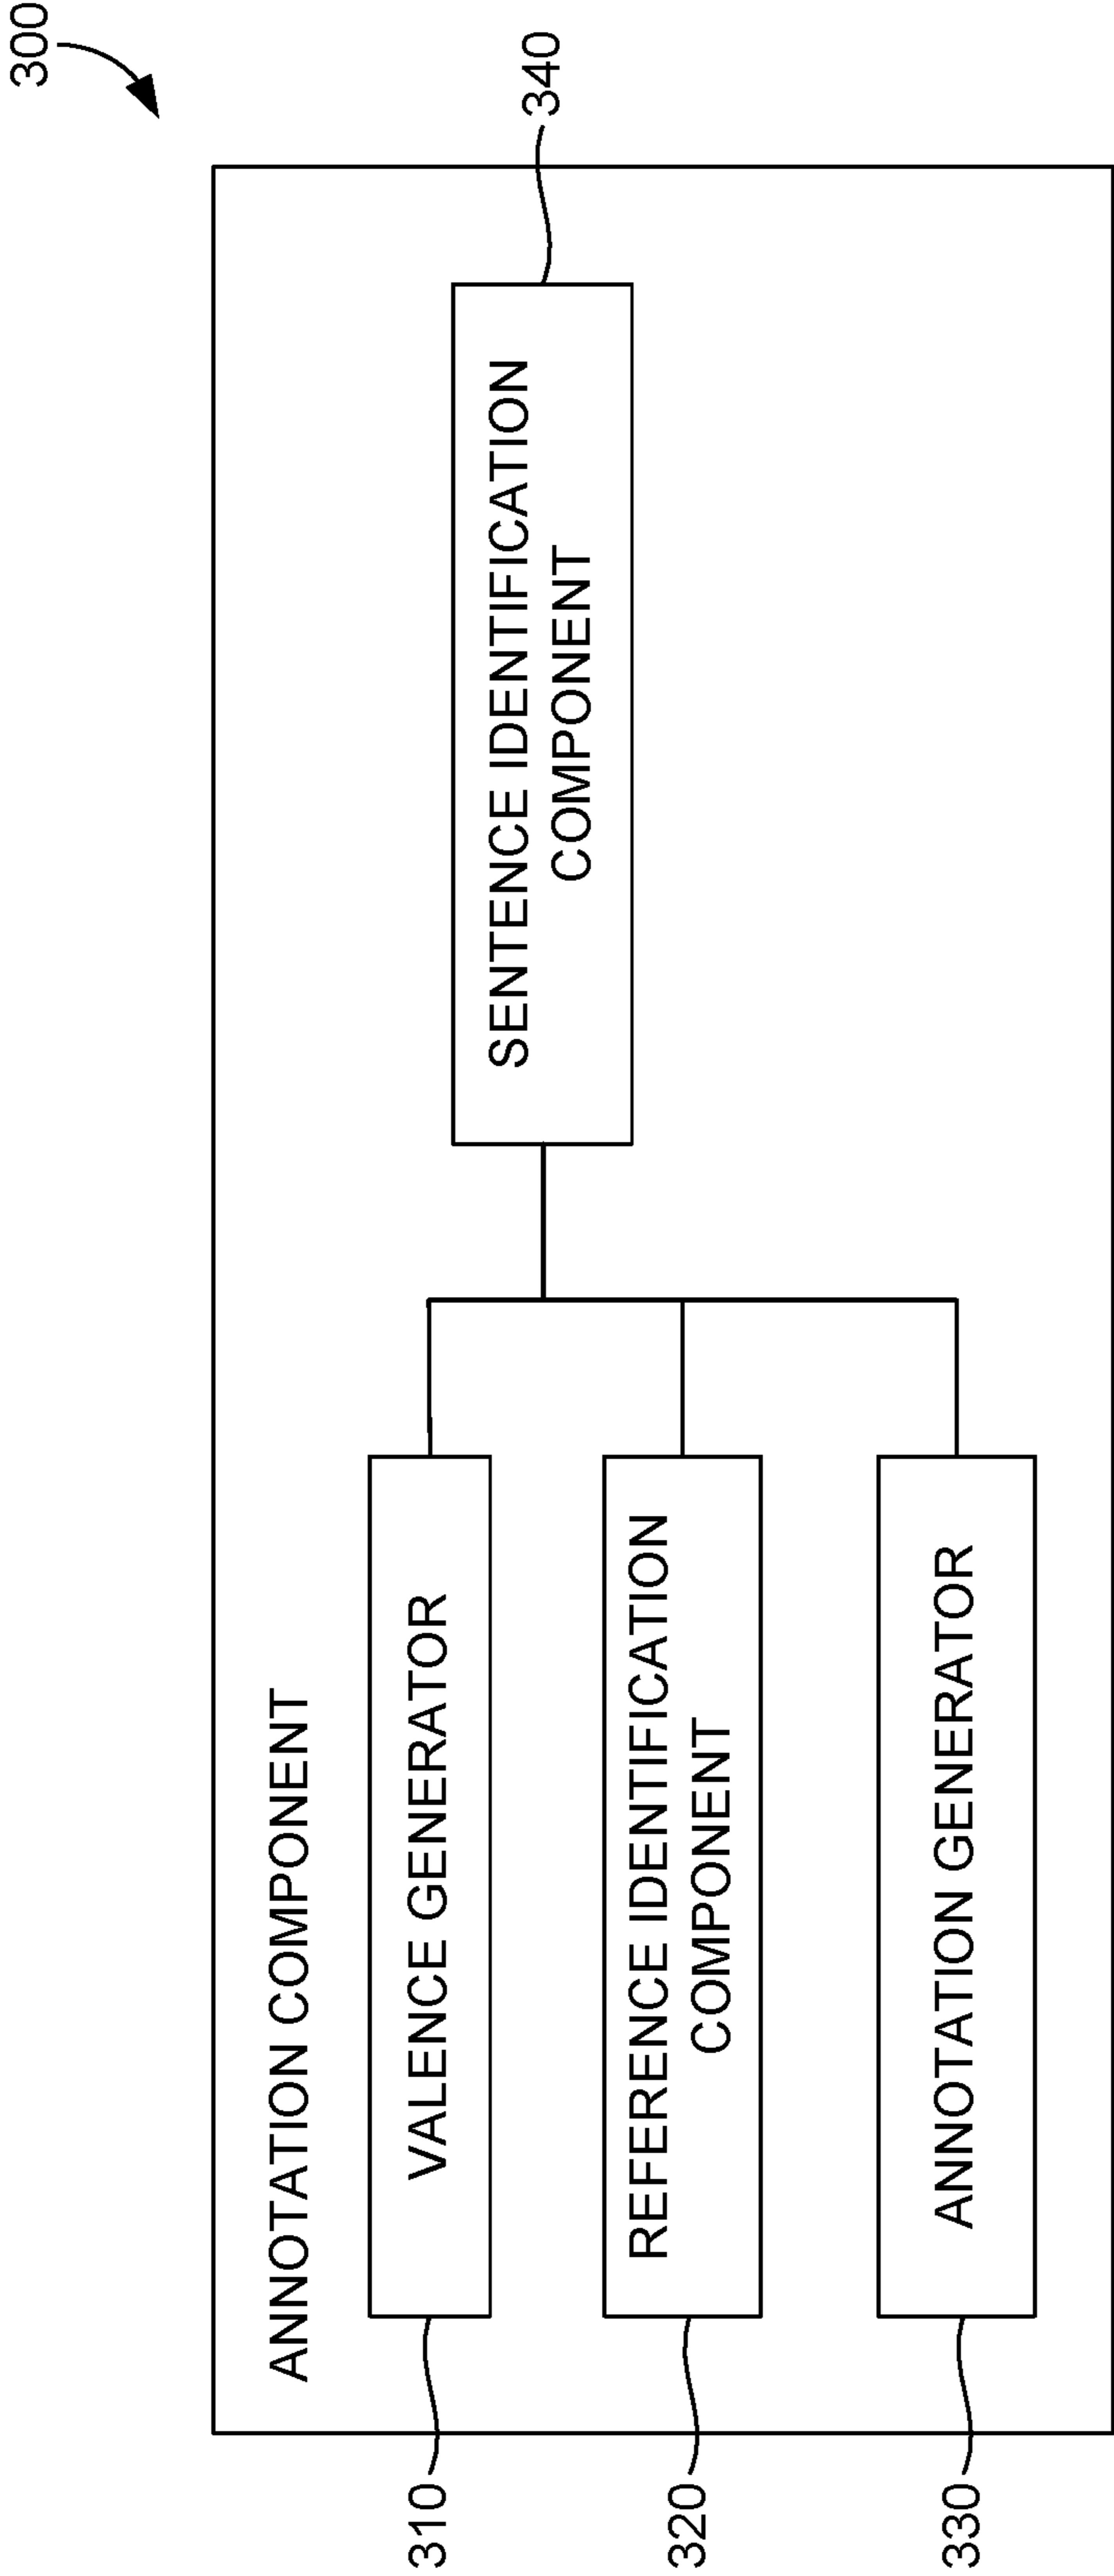 300
ANNOTATION COMPONENT
310
VALENCE GENERATOR
320
REFERENCE IDENTIFICATION
COMPONENT
330
ANNOTATION GENERATOR
SENTENCE IDENTIFICATION
COMPONENT
340